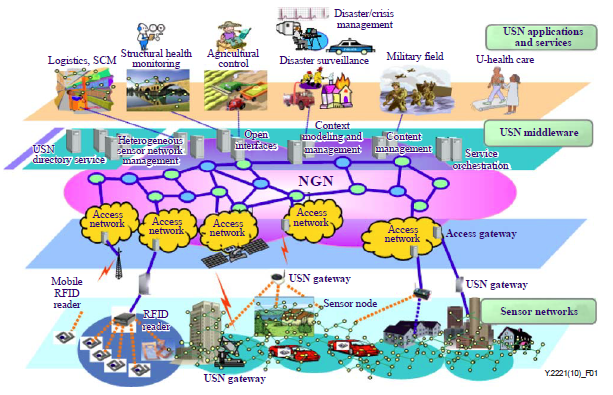 Disaster/crisis
management
USN applications
and services
Structural health
monitoring
Agricultural
control
Logistics, SCM
Disaster surveillance
Military field
U-health care
USN middleware
USN
directory service
Heterogeneous
sensor network
management
Open
interfaces
Context
modeling and
management
Content
management
Service
orchestration
NGN
Access
network
Access
network
Access
network
Access
network
Access
network
Access gateway
Mobile
RFID
reader
USN gateway
USN gateway
RFID
reader
Sensor node
Sensor networks
USN gateway
Y.2221(10)_F01